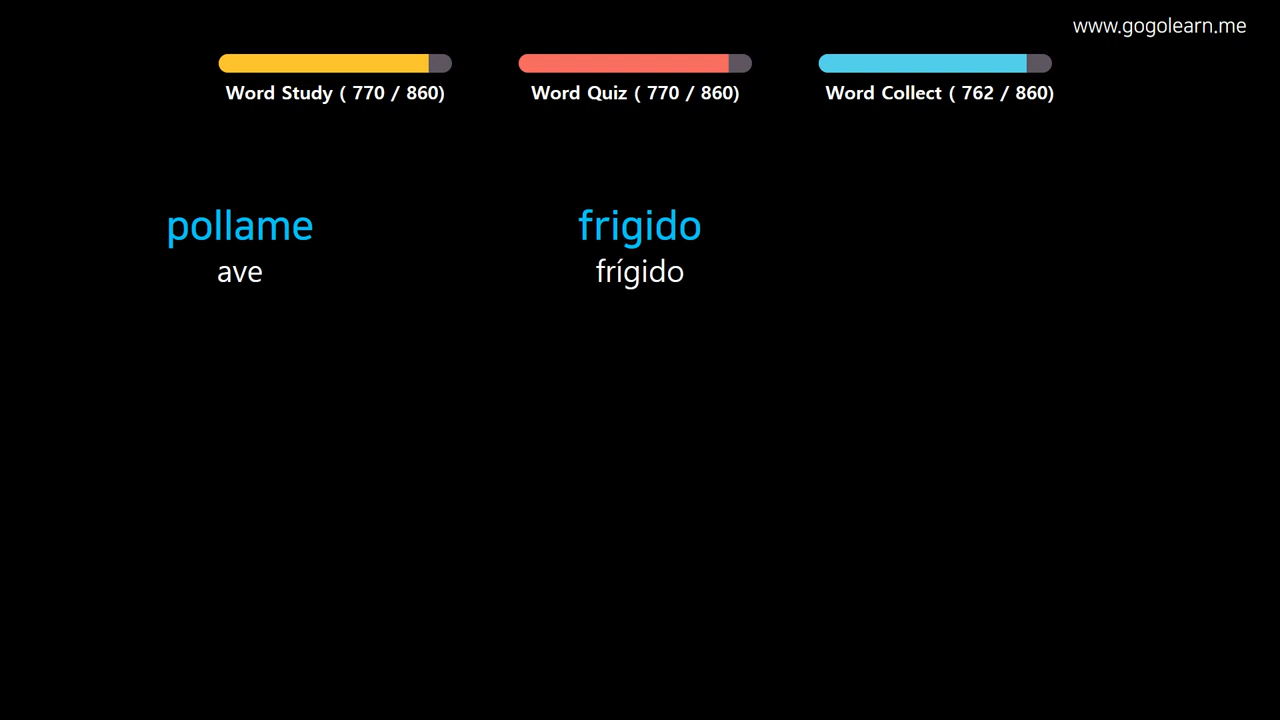 www.gogolearn.me
Word Study ( 770 / 860)
Word Quiz ( 770 / 860)
Word Collect ( 762 / 860)
pollame
ave
frigido
frígido